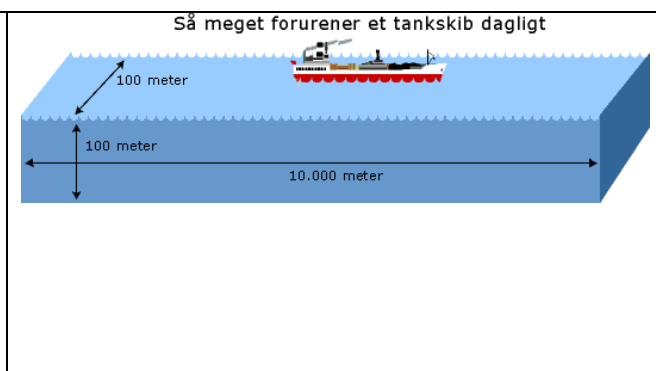 Så meget forurener et tankskib dagligt
100 meter
100 meter
10.000 meter